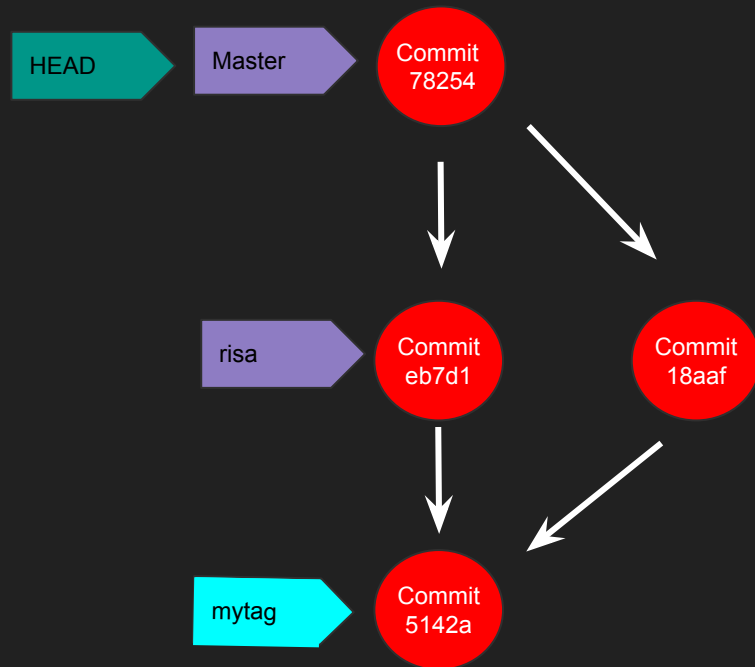 HEAD
Master
Commit
78254
risa
Commit
eb7d1
Commit
18aaf
mytag
Commit
5142a